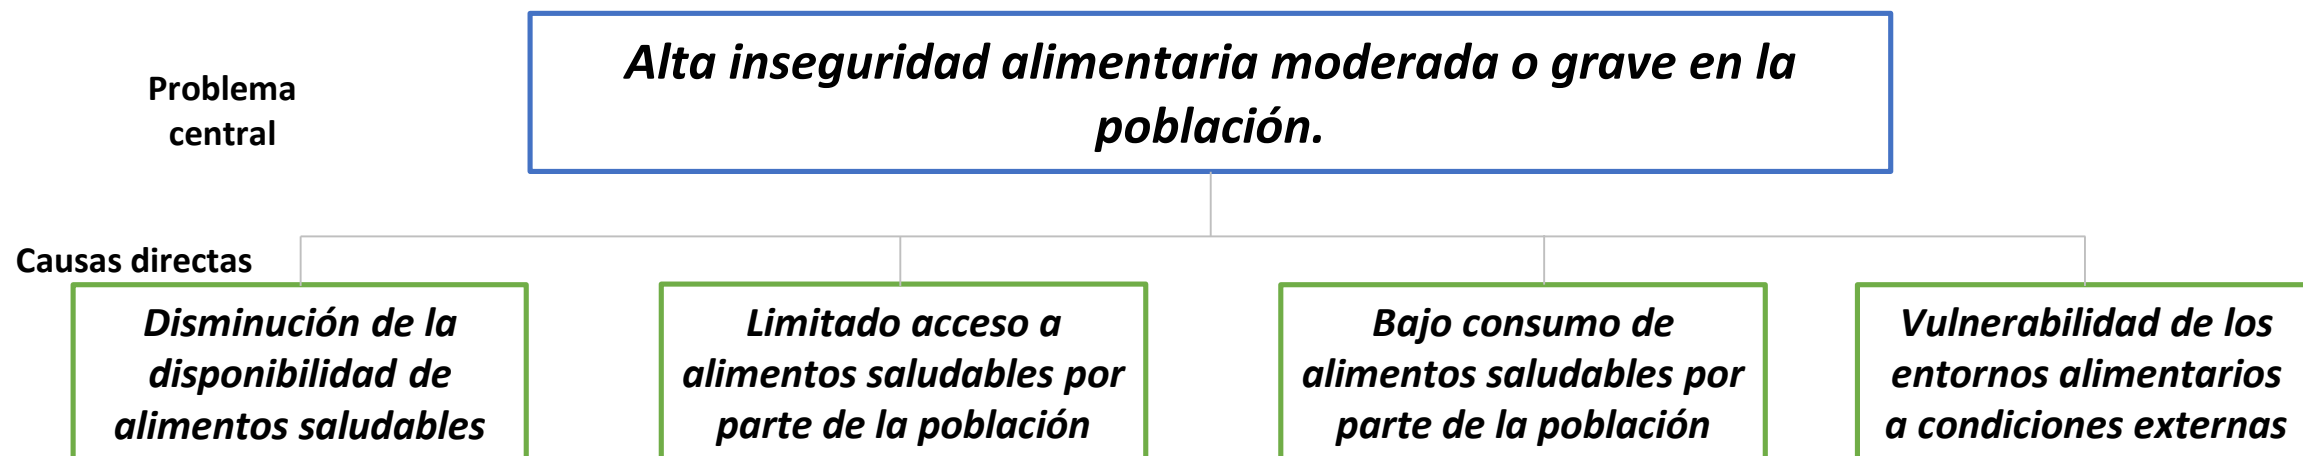 Problema
central
Alta inseguridad alimentaria moderada o grave en la
población.
Causas directas
Disminución de la
disponibilidad de
alimentos saludables
Limitado acceso a
alimentos saludables por
parte de la población
Bajo consumo de
alimentos saludables por
parte de la población
Vulnerabilidad de los
entornos alimentarios
a condiciones externas